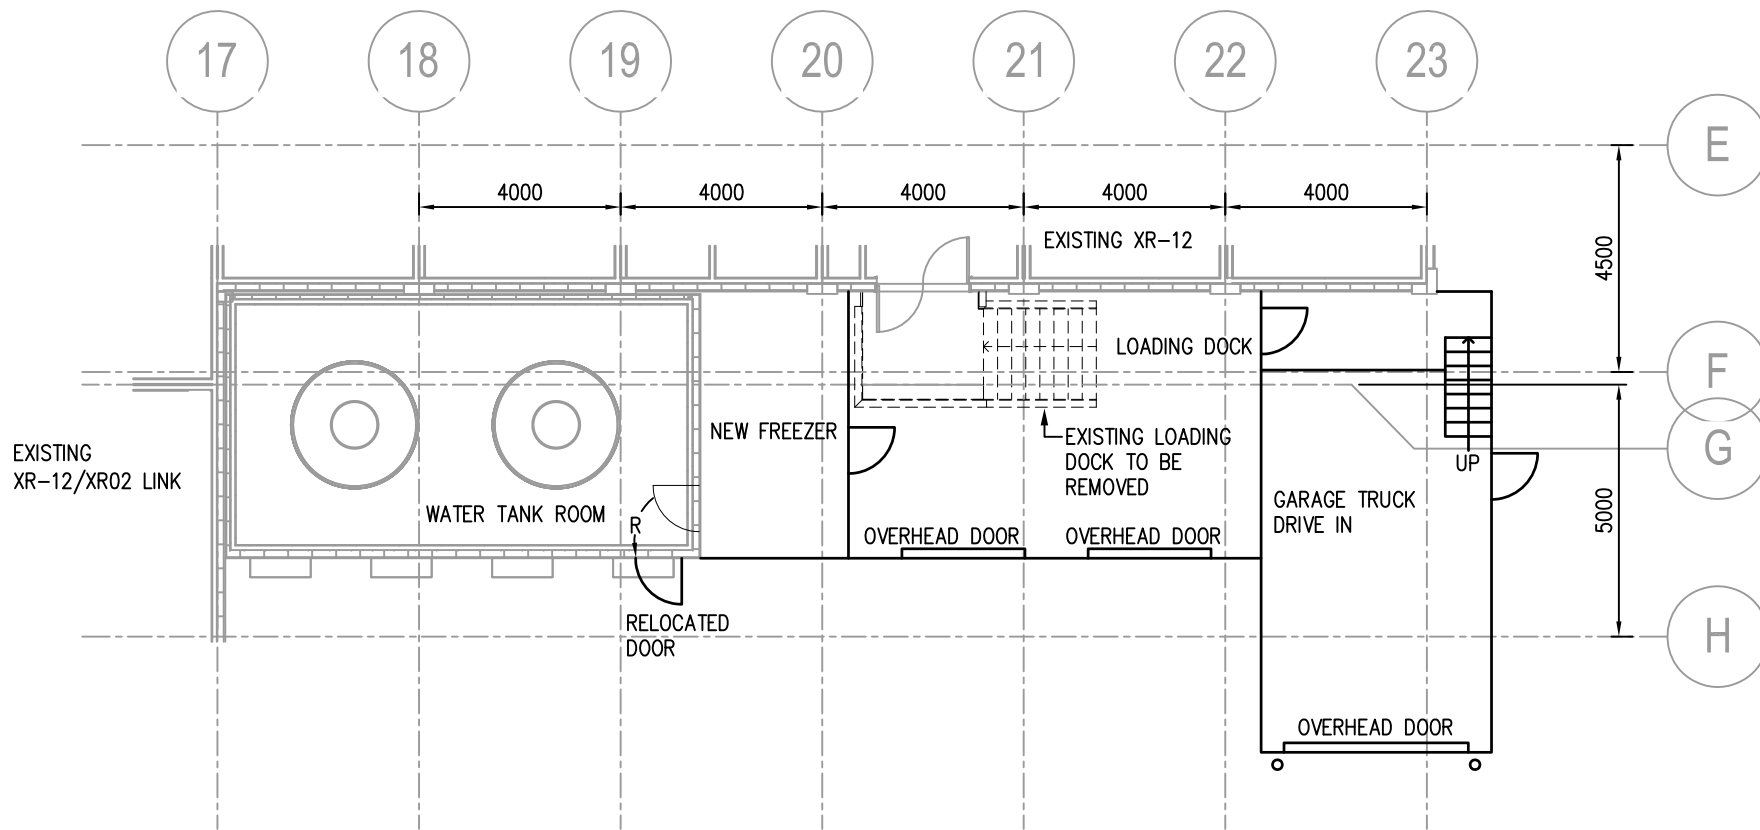 17 18 19 20 21 22 23
E
4000 4000 4000 4000 4000
EXISTING XR-12
4500
LOADING DOCK
F
NEW FREEZER
EXISTING LOADING
DOCK TO BE
REMOVED
G
UP
EXISTING
XR-12/XR02 LINK
WATER TANK ROOM
R
GARAGE TRUCK
DRIVE IN
5000
OVERHEAD DOOR
OVERHEAD DOOR
RELOCATED
DOOR
H
OVERHEAD DOOR